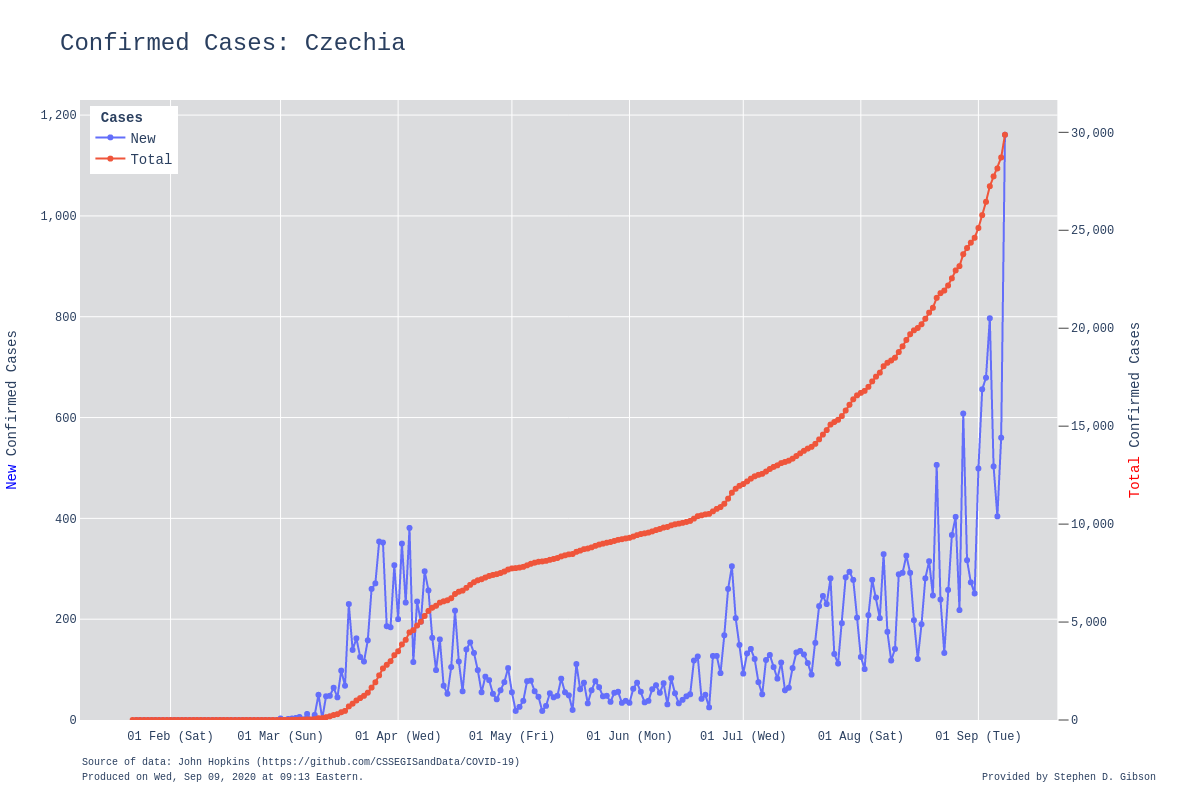 Confirmed Cases: Czechia
Cases
New
Total
1,200
1,000
800
600
400
200
0
30,000
25,000
20,000
15,000
10,000
5,000
0
New Confirmed Cases
Total Confirmed Cases
01 Feb (Sat) 01 Mar (Sun) 01 Apr (Wed) 01 May (Fri) 01 Jun (Mon) 01 Jul (Wed) 01 Aug (Sat) 01 Sep (Tue)
Source of data: John Hopkins (https://github.com/CSSEGISandData/COVID-19)
Produced on Wed, Sep 09, 2020 at 09:13 Eastern.
Provided by Stephen D. Gibson